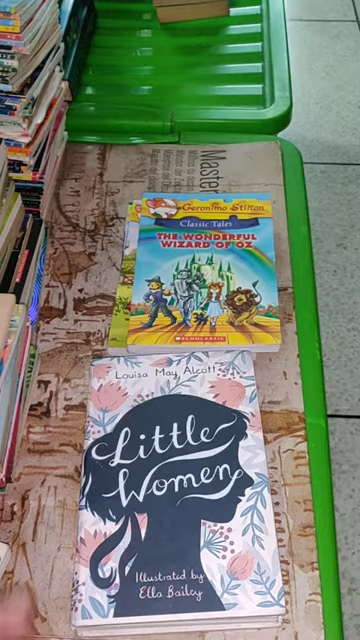 Master
Geronimo Stilton
Classic Tales
THE WONDERFUL
WIZARD OF OZ
SCHOLASTIC
Louisa May Alcott
Little
Women
Illustrated by
Ella Bailey